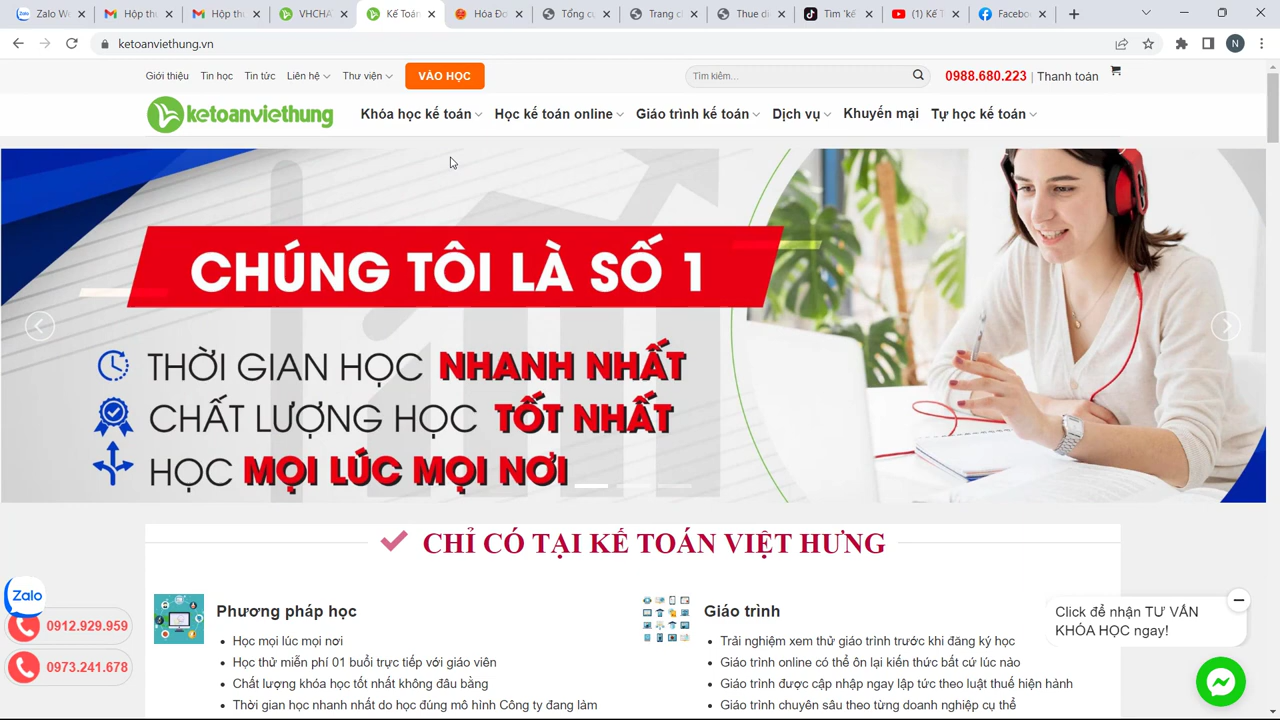 Zalo W
Hộp thư
Hộp thư
VHCHA
Kế Toán
Hóa Đơ
Tổng c
Trang c
Thue di
Tìm 'kế
(1) Kế T
Facebo
ketoanviethung.vn
N
Giới thiệu Tin học Tin tức Liên hệ Thư viện VÀO HỌC Tìm kiếm... 0988.680.223 | Thanh toán
ketoanviethung Khóa học kế toán Học kế toán online Giáo trình kế toán Dịch vụ Khuyến mại Tự học kế toán
CHÚNG TÔI LÀ SỐ 1
THỜI GIAN HỌC NHANH NHẤT
CHẤT LƯỢNG HỌC TỐT NHẤT
HỌC MỌI LÚC MỌI NƠI
CHỈ CÓ TẠI KẾ TOÁN VIỆT HƯNG
Phương pháp học
Học mọi lúc mọi nơi
Học thử miễn phí 01 buổi trực tiếp với giáo viên
Chất lượng khóa học tốt nhất không đâu bằng
Thời gian học nhanh nhất do học đúng mô hình Công ty đang làm
Giáo trình
Trải nghiệm xem thử giáo trình trước khi đăng ký học
Giáo trình online có thể ôn lại kiến thức bất cứ lúc nào
Giáo trình được cập nhập ngay lập tức theo luật thuế hiện hành
Giáo trình chuyên sâu theo từng doanh nghiệp cụ thể
Zalo
0912.929.959
0973.241.678
Click để nhận TƯ VẤN
KHÓA HỌC ngay!